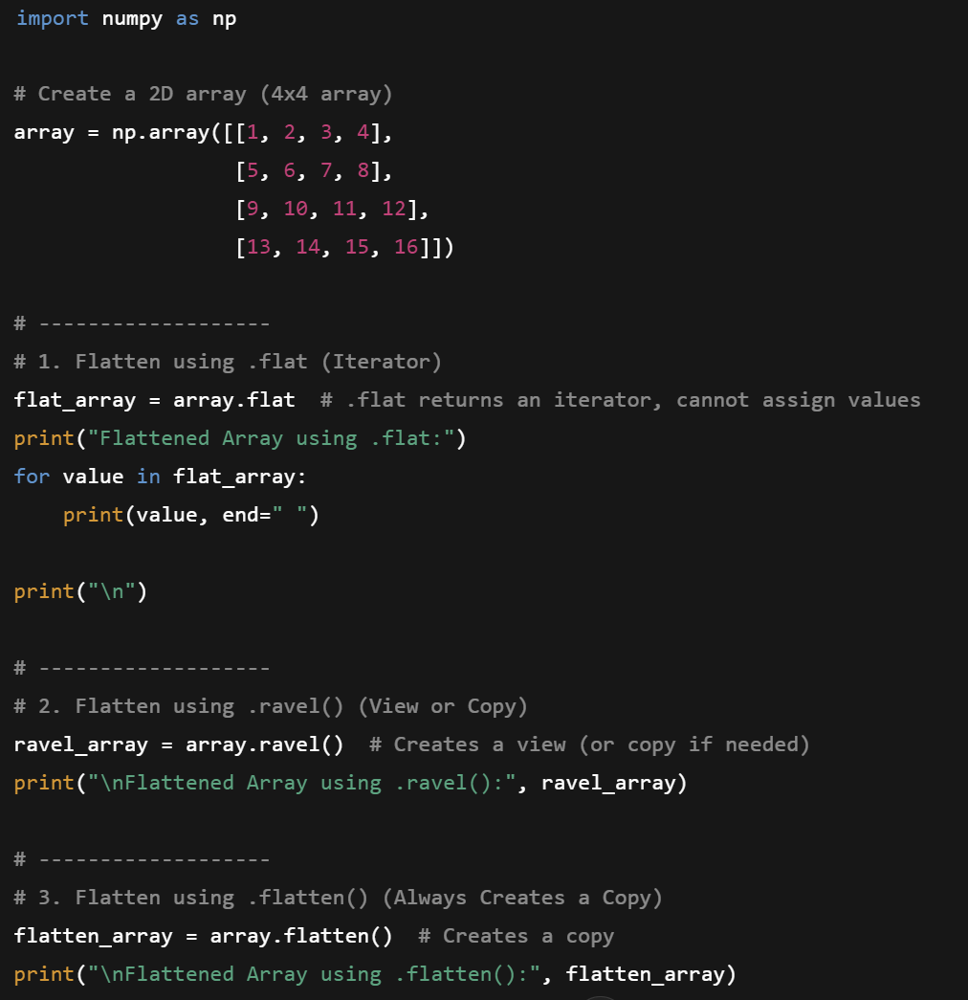 import numpy as np
# Create a 2D array (4x4 array)
array = np.array([[1, 2, 3, 4],
                  [5, 6, 7, 8],
                  [9, 10, 11, 12],
                  [13, 14, 15, 16]])
# -------------------
# 1. Flatten using .flat (Iterator)
flat_array = array.flat  # .flat returns an iterator, cannot assign values
print("Flattened Array using .flat:")
for value in flat_array:
    print(value, end=" ")
print("\n")
# -------------------
# 2. Flatten using .ravel() (View or Copy)
ravel_array = array.ravel()  # Creates a view (or copy if needed)
print("\nFlattened Array using .ravel():", ravel_array)
# -------------------
# 3. Flatten using .flatten() (Always Creates a Copy)
flatten_array = array.flatten()  # Creates a copy
print("\nFlattened Array using .flatten():", flatten_array)